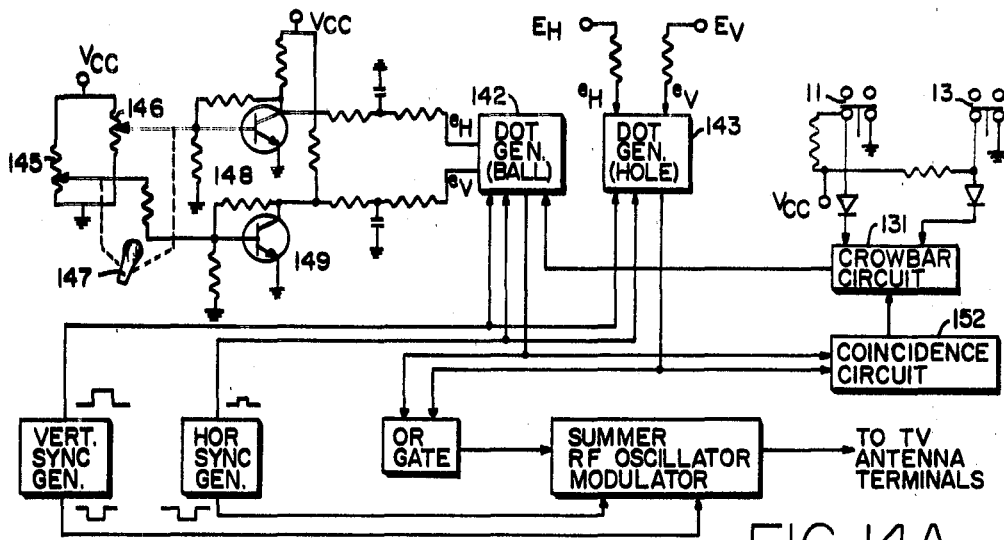 VCC
VCC
EH
EV
146
145
142
eH
eV
11
13
eH
DOT
GEN.
(BALL)
DOT
GEN.
(HOLE)
143
148
eV
VCC
131
147
149
CROWBAR
CIRCUIT
152
COINCIDENCE
CIRCUIT
VERT.
SYNC
GEN.
HOR
SYNC
GEN.
OR
GATE
SUMMER
RF OSCILLATOR
MODULATOR
TO TV
ANTENNA
TERMINALS
FIG. 14A